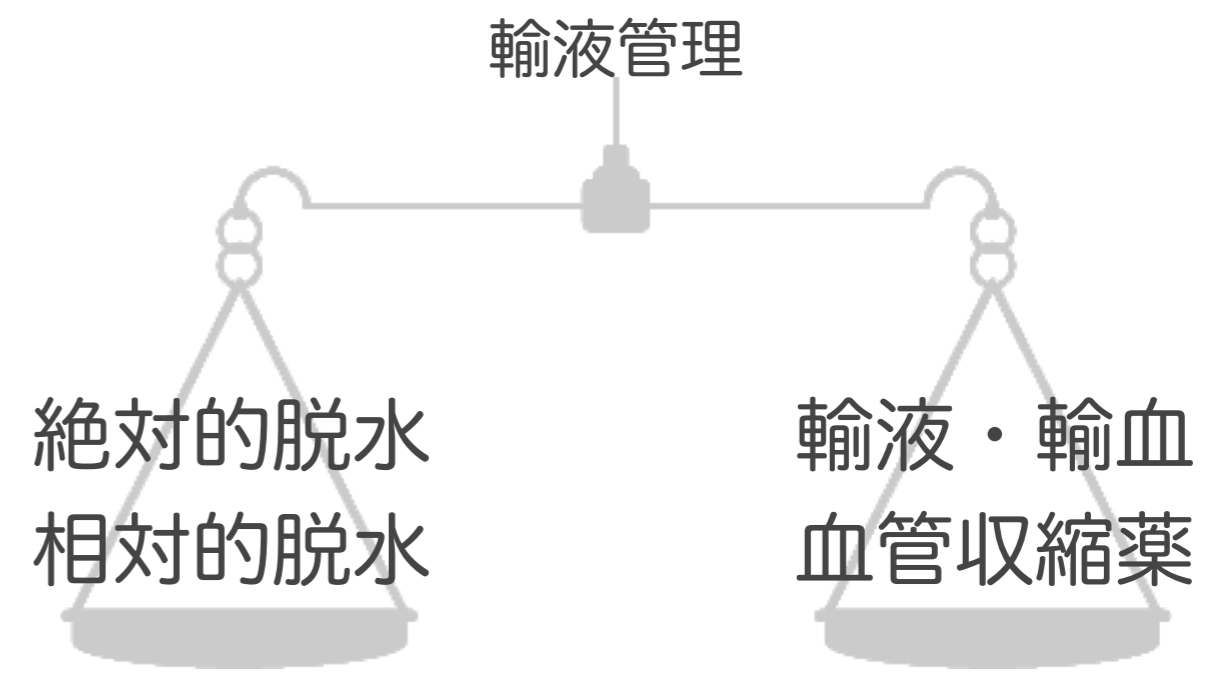 輸液管理
絶対的脱水
相対的脱水
輸液・輸血
血管収縮薬